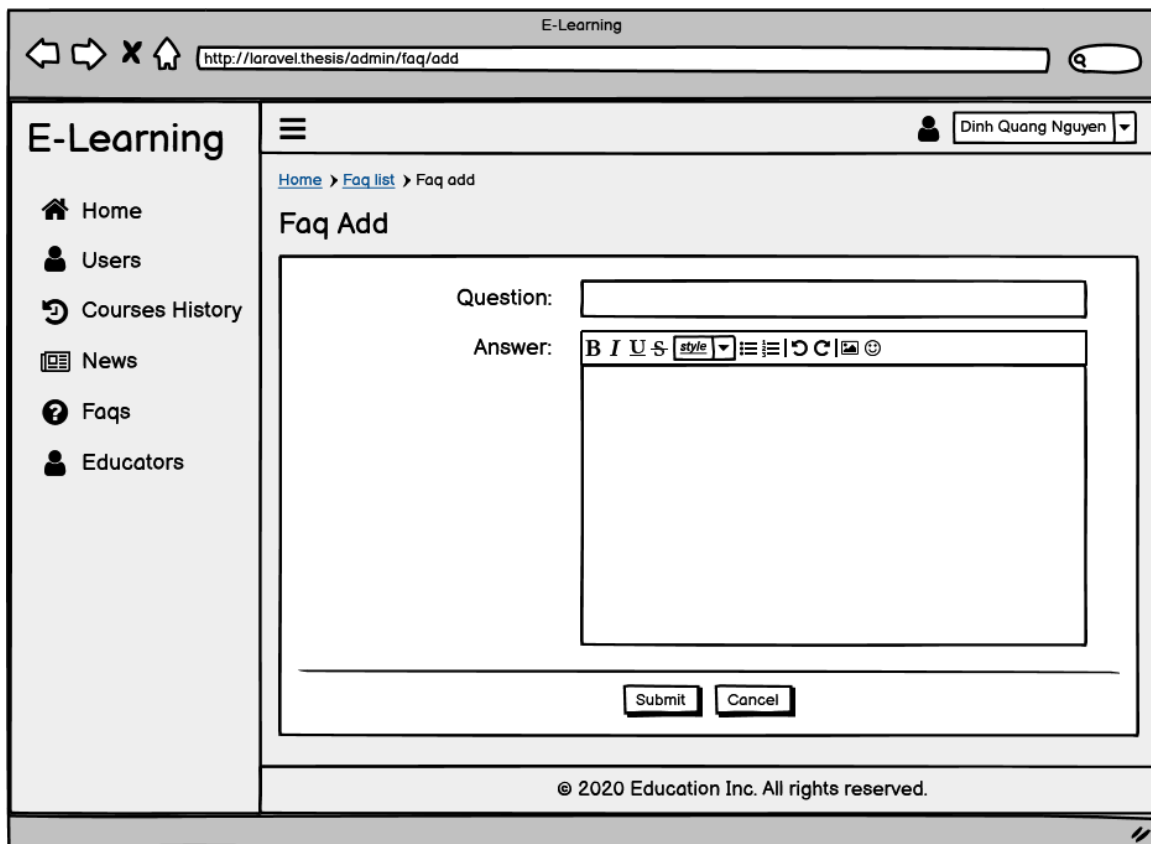 E-Learning
http://laravel.thesis/admin/faq/add
E-Learning
Home
Users
Courses History
News
Faqs
Educators
Dinh Quang Nguyen
Home > Faq list > Faq add
Faq Add
Question:
Answer:
B I U S style
Submit Cancel
© 2020 Education Inc. All rights reserved.